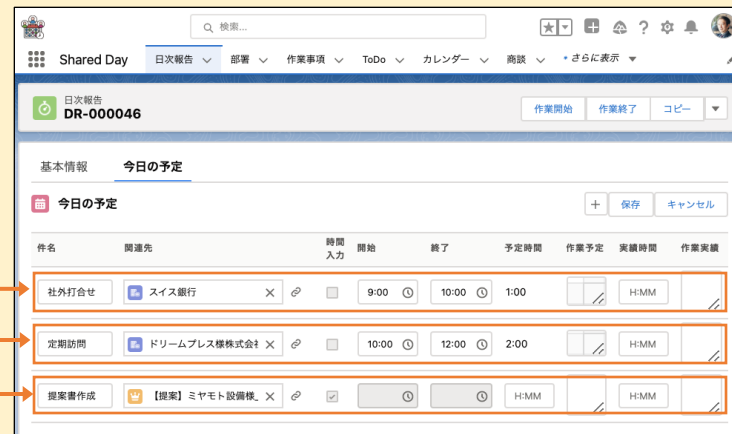 検索...
Shared Day 日次報告 部署 作業事項 ToDo カレンダー 商談 * さらに表示
日次報告
DR-000046
作業開始 作業終了 コピー
基本情報 今日の予定
今日の予定
+ 保存 キャンセル
件名 関連先 時間入力 開始 終了 予定時間 作業予定 実績時間 作業実績
社外打合せ スイス銀行 9:00 10:00 1:00 H:MM
定期訪問 ドリームプレス様株式会社 10:00 12:00 2:00 H:MM
提案書作成 【提案】ミヤモト設備様_ H:MM H:MM